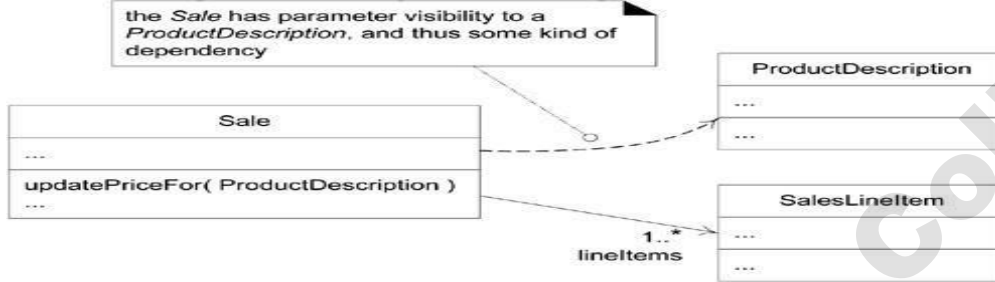 the Sale has parameter visibility to a
ProductDescription, and thus some kind of
dependency
ProductDescription
...
...
Sale
...
updatePriceFor( ProductDescription )
...
SalesLineItem
...
...
1..*
lineItems